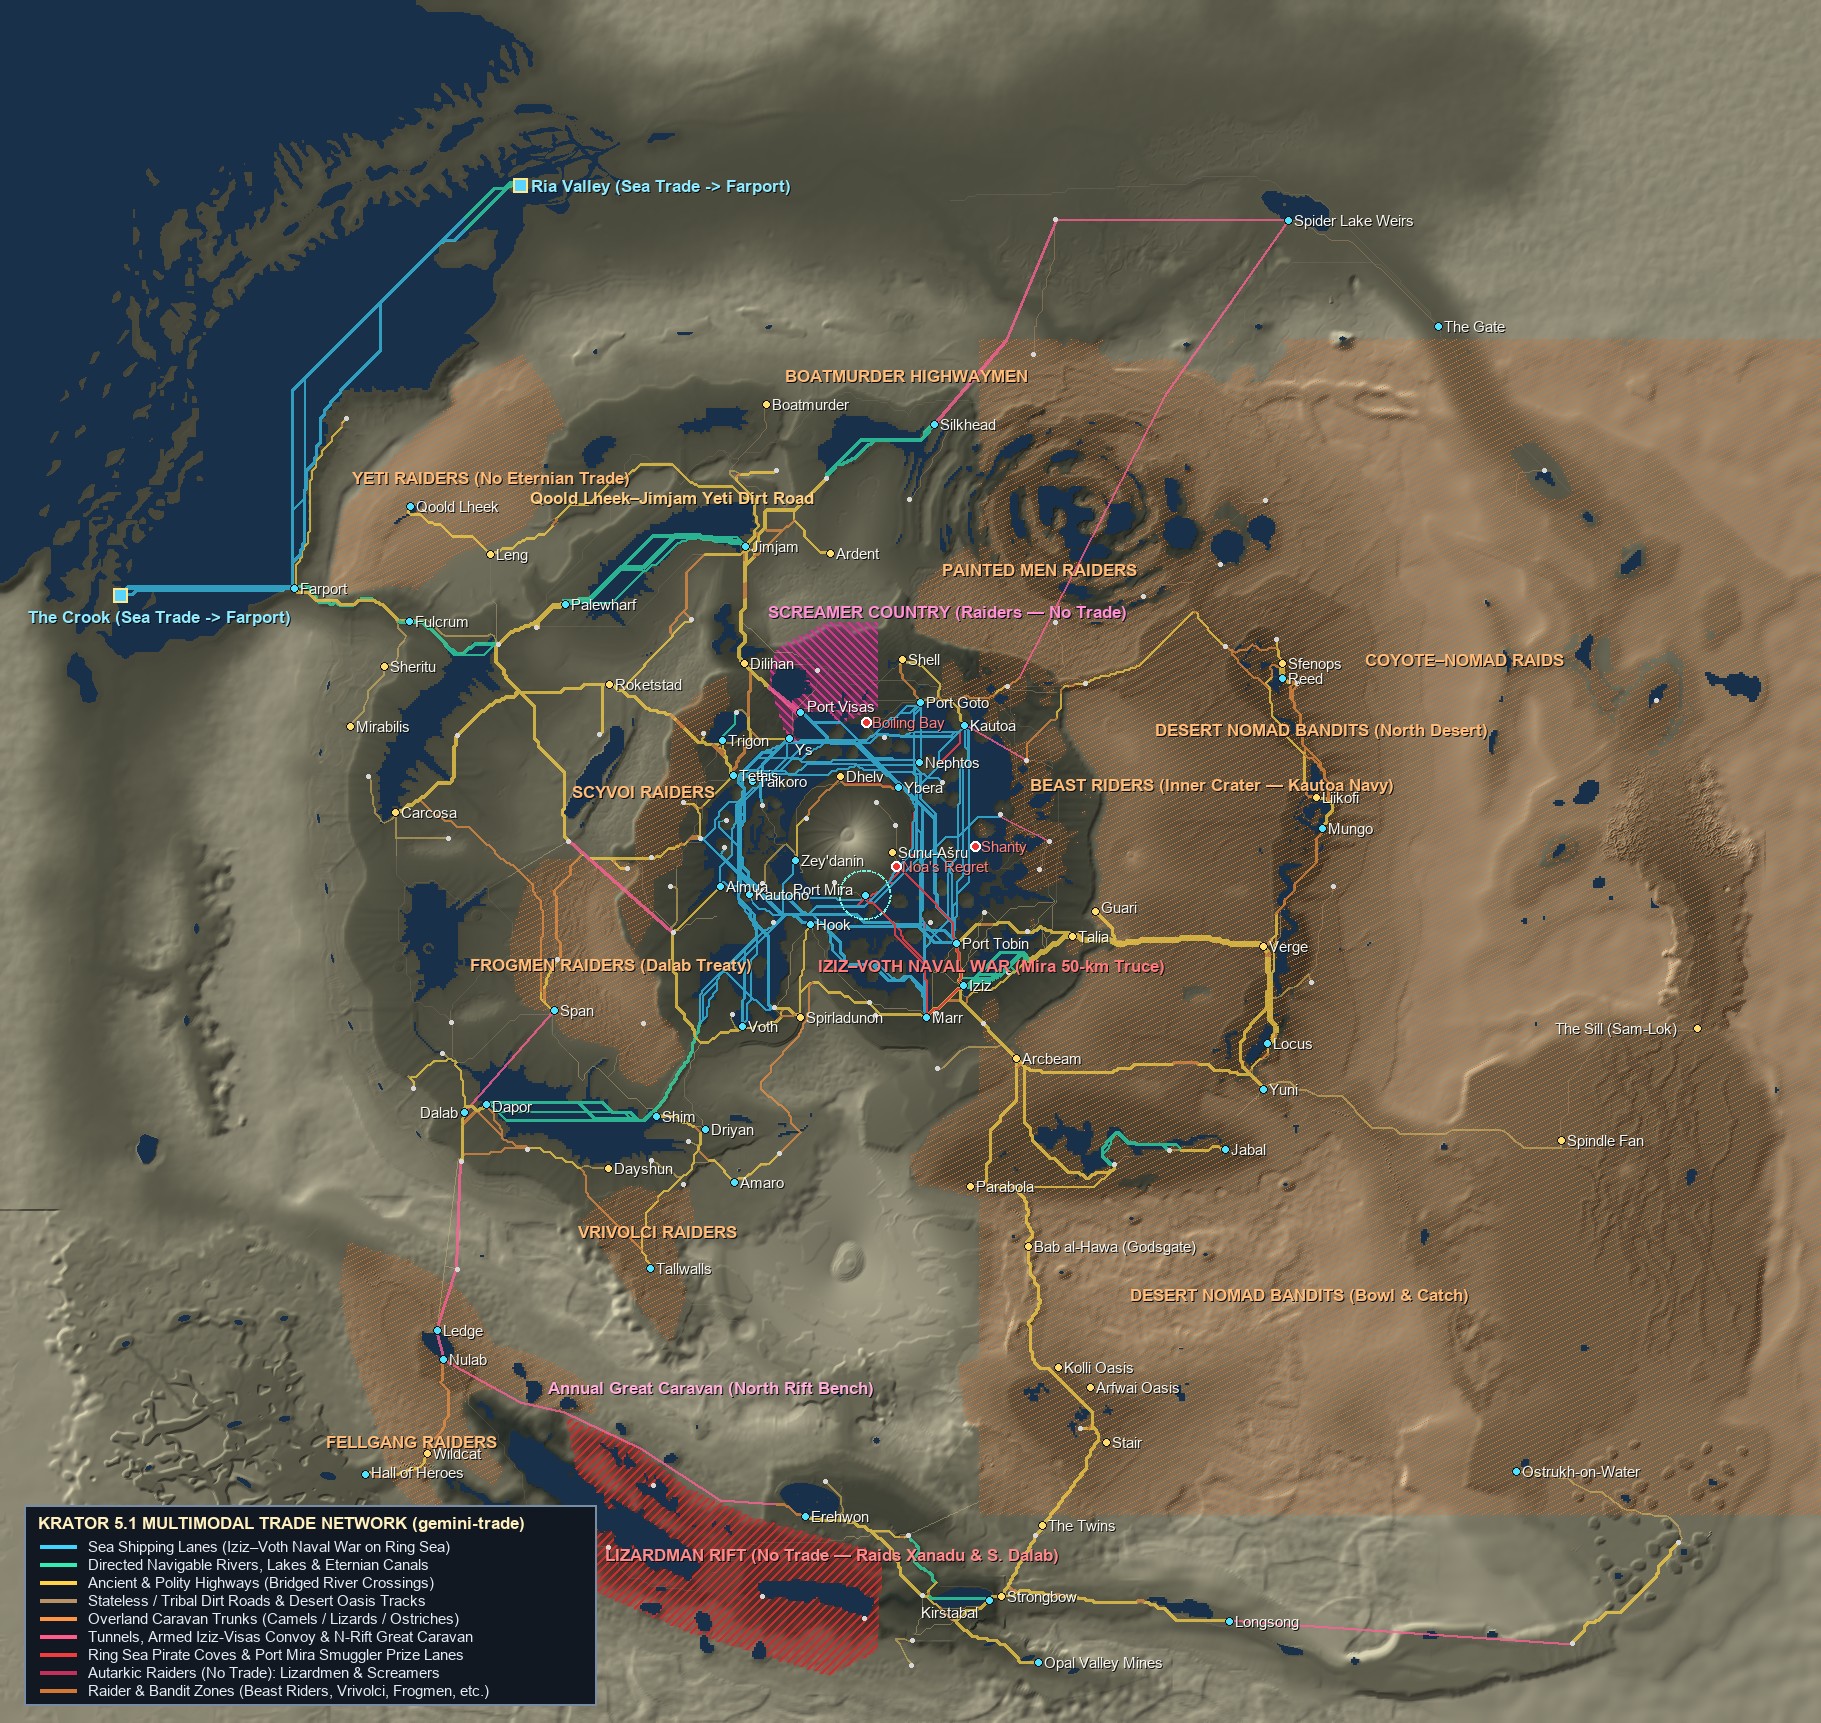 Ria Valley (Sea Trade -> Farport)
Spider Lake Weirs
The Gate
BOATMURDER HIGHWAYMEN
Boatmurder
Silkhead
YETI RAIDERS (No Eternian Trade)
Qoold Lheek–Jimjam Yeti Dirt Road
Qoold Lheek
Leng
Jimjam
Ardent
PAINTED MEN RAIDERS
Farport
The Crook (Sea Trade -> Farport)
Palewharf
SCREAMER COUNTRY (Raiders — No Trade)
Fulcrum
Sheritu
Dilihan
Shell
Sfenops
COYOTE–NOMAD RAIDS
Reed
Roketstad
Port Visas
Port Goto
Mirabilis
Boiling Bay
Kautoa
DESERT NOMAD BANDITS (North Desert)
Trigon
Ys
Nephtos
Tethis
Taikoro
Dhelv
Ybera
BEAST RIDERS (Inner Crater — Kautoa Navy)
SCYVOI RAIDERS
Liikofi
Carcosa
Mungo
Zey'danin
Sunu-Ašru
Shanty
Noa's Regret
Almua
Kautoho
Port Mira
Guari
Hook
Talia
Port Tobin
Verge
FROGMEN RAIDERS (Dalab Treaty)
IZIZ–VOTH NAVAL WAR (Mira 50-km Truce)
Iziz
Span
Voth
Spirladunon
Marr
The Sill (Sam-Lok)
Locus
Arcbeam
Yuni
Dalab
Dapor
Shim
Driyan
Spindle Fan
Jabal
Dayshun
Amaro
Parabola
VRIVOLCI RAIDERS
Bab al-Hawa (Godsgate)
Tallwalls
DESERT NOMAD BANDITS (Bowl & Catch)
Ledge
Nulab
Kolli Oasis
Arfwai Oasis
Annual Great Caravan (North Rift Bench)
FELLGANG RAIDERS
Wildcat
Hall of Heroes
Stair
Ostrukh-on-Water
Erehwon
The Twins
LIZARDMAN RIFT (No Trade — Raids Xanadu & S. Dalab)
Strongbow
Kirstabal
Longsong
Opal Valley Mines
KRATOR 5.1 MULTIMODAL TRADE NETWORK (gemini-trade)
Sea Shipping Lanes (Iziz–Voth Naval War on Ring Sea)
Directed Navigable Rivers, Lakes & Eternian Canals
Ancient & Polity Highways (Bridged River Crossings)
Stateless / Tribal Dirt Roads & Desert Oasis Tracks
Overland Caravan Trunks (Camels / Lizards / Ostriches)
Tunnels, Armed Iziz-Visas Convoy & N-Rift Great Caravan
Ring Sea Pirate Coves & Port Mira Smuggler Prize Lanes
Autarkic Raiders (No Trade): Lizardmen & Screamers
Raider & Bandit Zones (Beast Riders, Vrivolci, Frogmen, etc.)